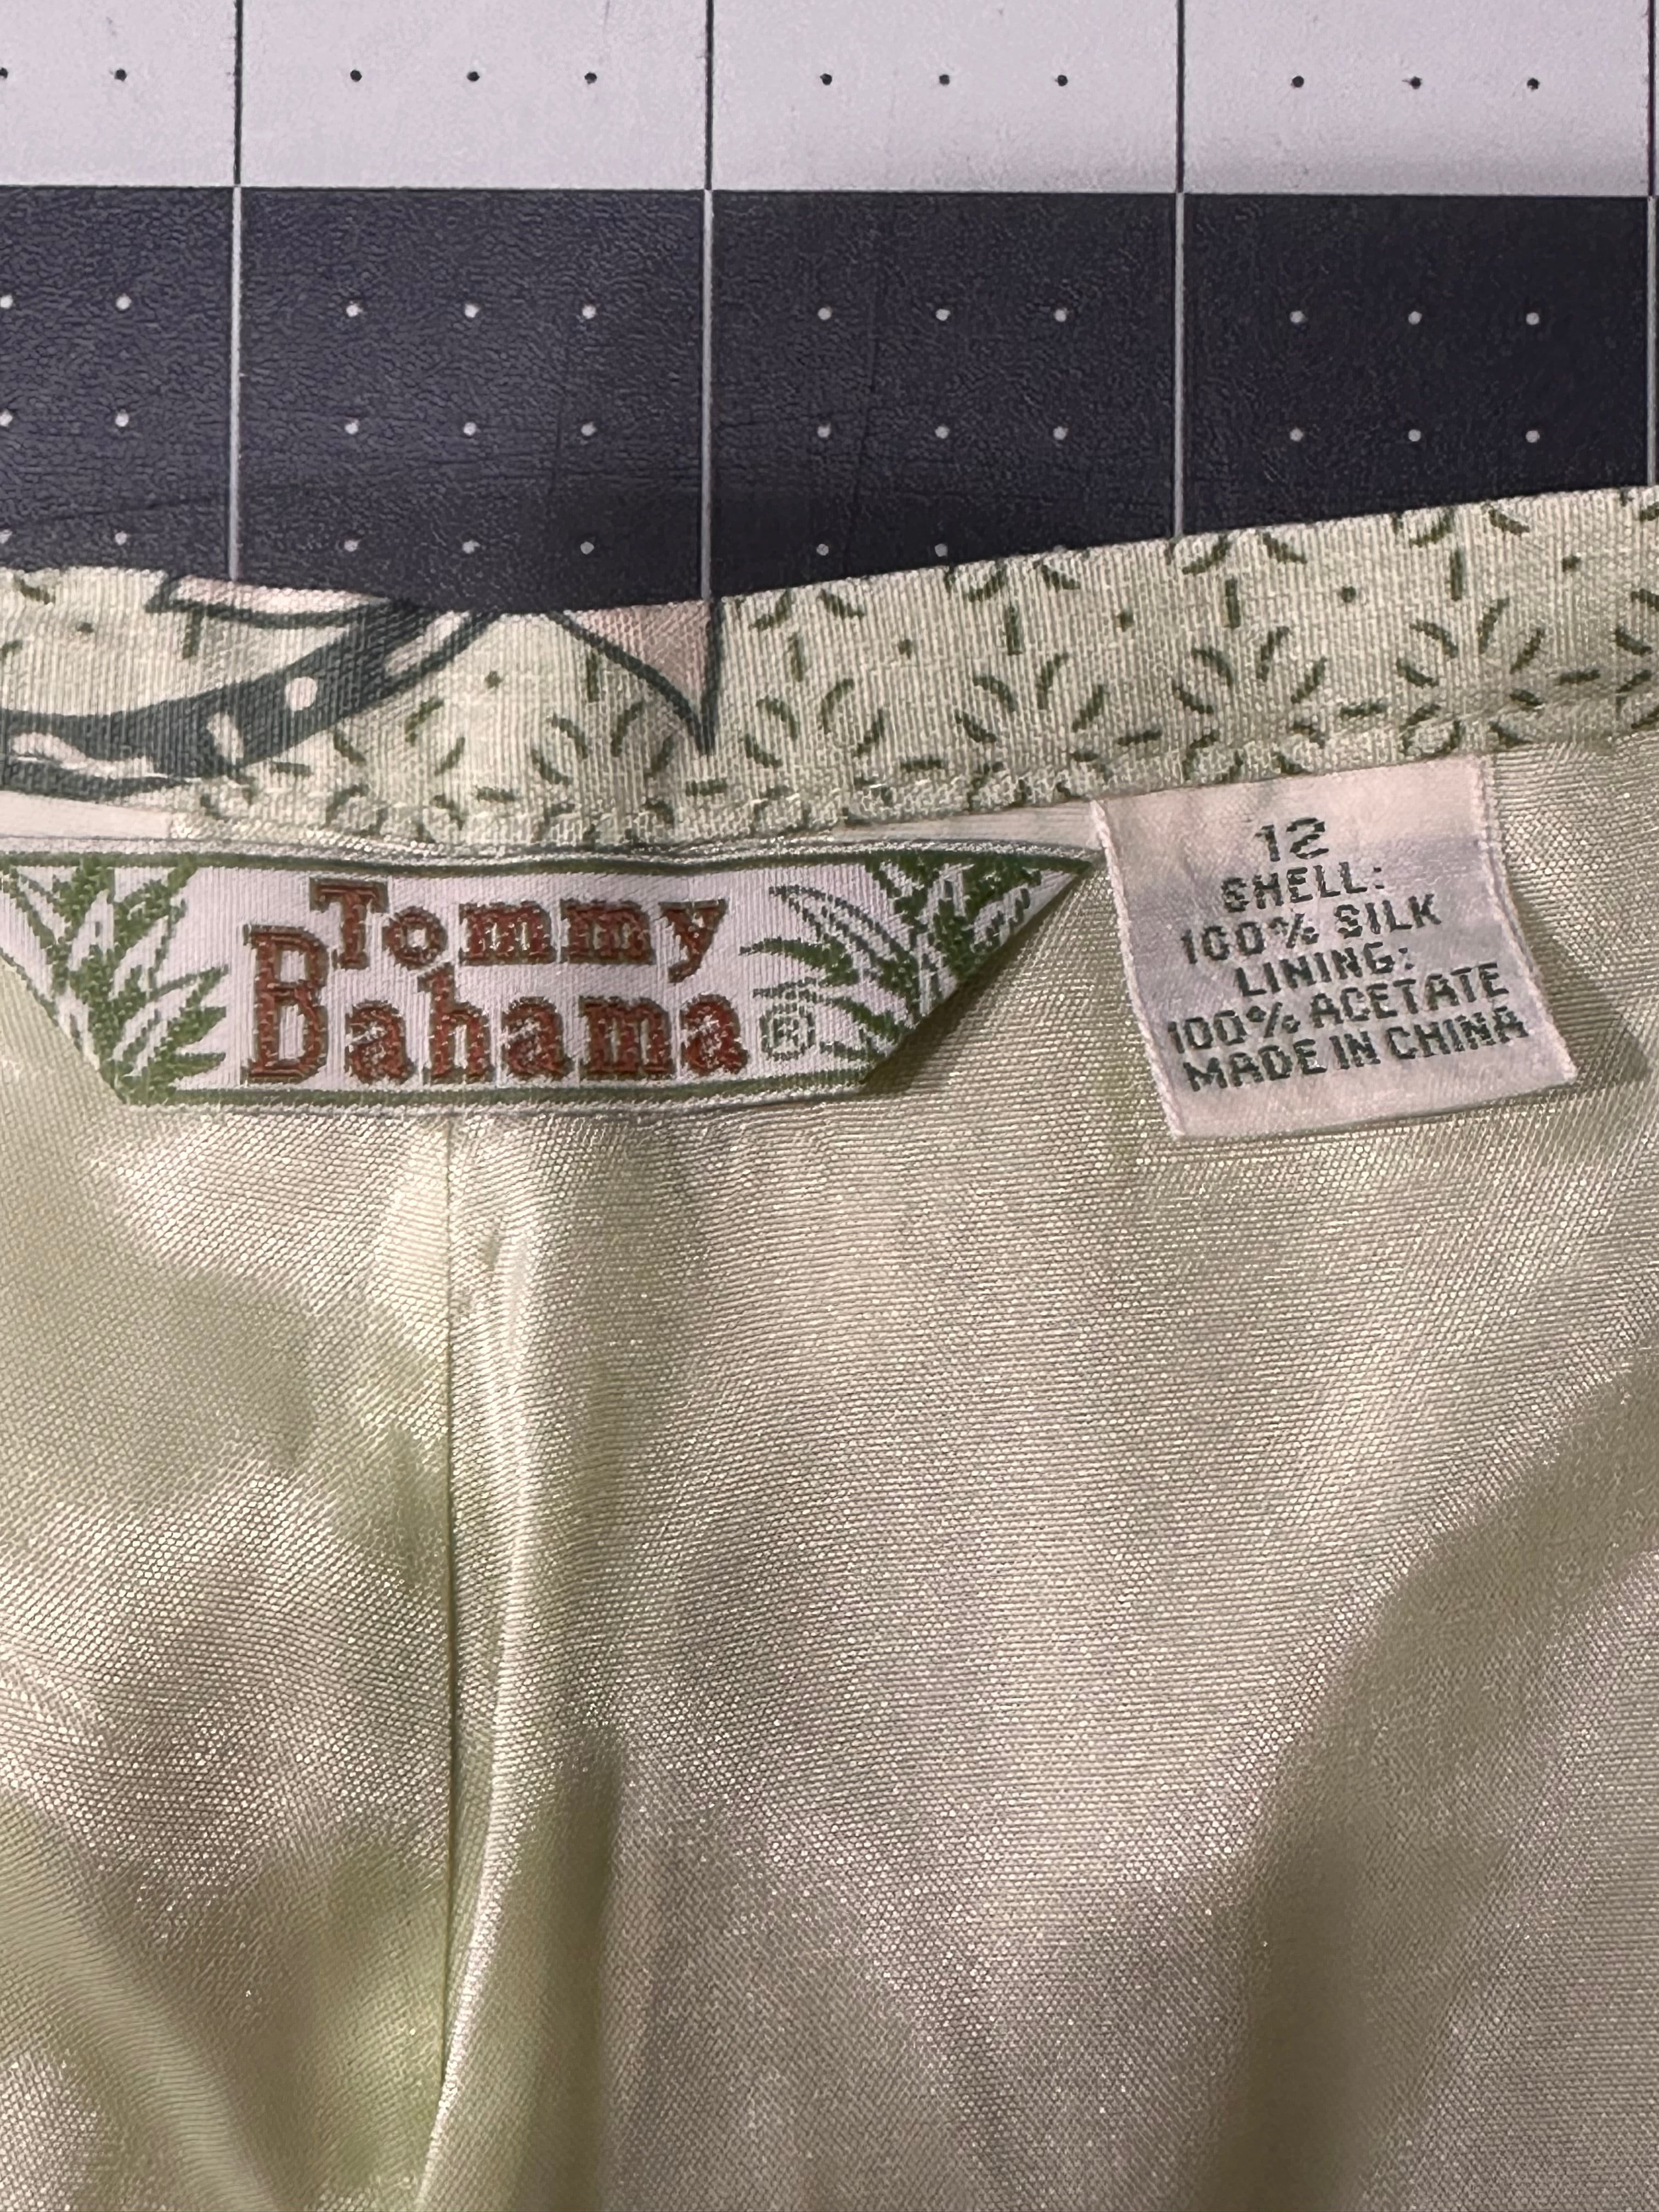 Tommy
Bahama ®
12
SHELL:
100% SILK
LINING:
100% ACETATE
MADE IN CHINA